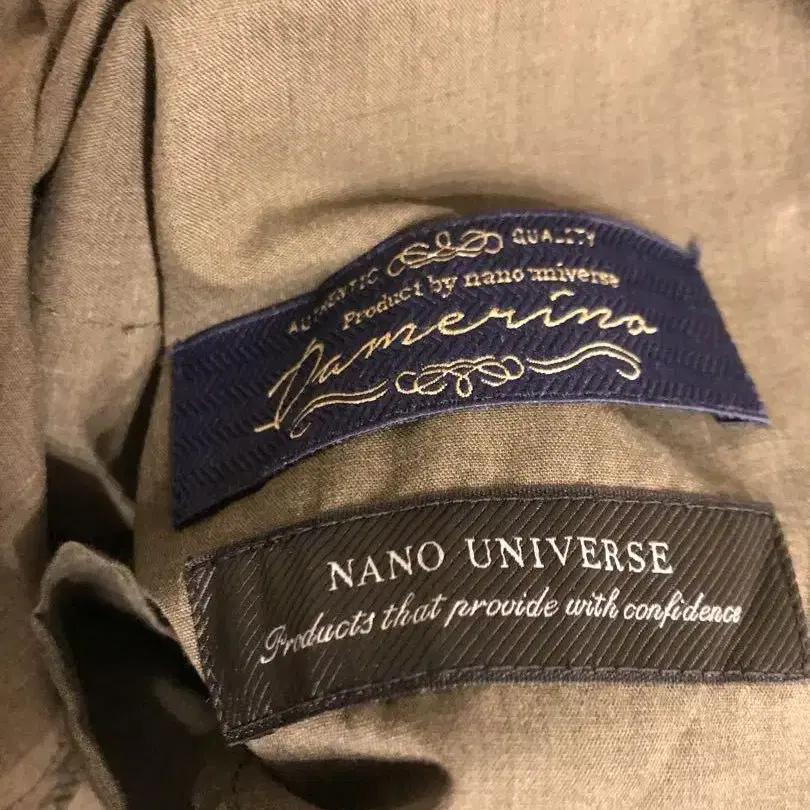 AUTHENTIC QUALITY
Product by nano universe
Damerino
NANO UNIVERSE
Products that provide with confidence